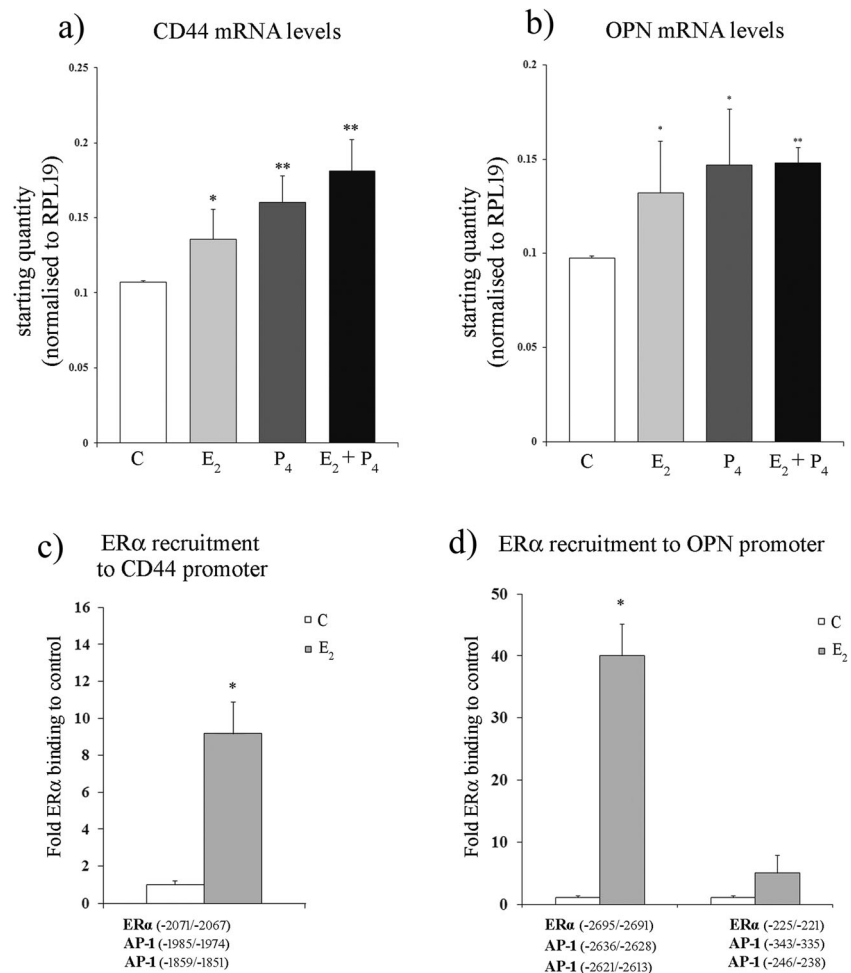 a)
CD44 mRNA levels
starting quantity
(normalised to RPL19)
0.25
0.2
0.15
0.1
0.05
0
*
**
**
C
E2
P4
E2 + P4
b)
OPN mRNA levels
starting quantity
(normalised to RPL19)
0.2
0.15
0.1
0.05
0
*
*
**
C
E2
P4
E2 + P4
c)
ERα recruitment
to CD44 promoter
Fold ERα binding to control
16
14
12
10
8
6
4
2
0
*
C
E2
ERα (-2071/-2067)
AP-1 (-1985/-1974)
AP-1 (-1859/-1851)
d)
ERα recruitment to OPN promoter
Fold ERα binding to control
50
40
30
20
10
0
*
C
E2
ERα (-2695/-2691)
AP-1 (-2636/-2628)
AP-1 (-2621/-2613)
ERα (-225/-221)
AP-1 (-343/-335)
AP-1 (-246/-238)